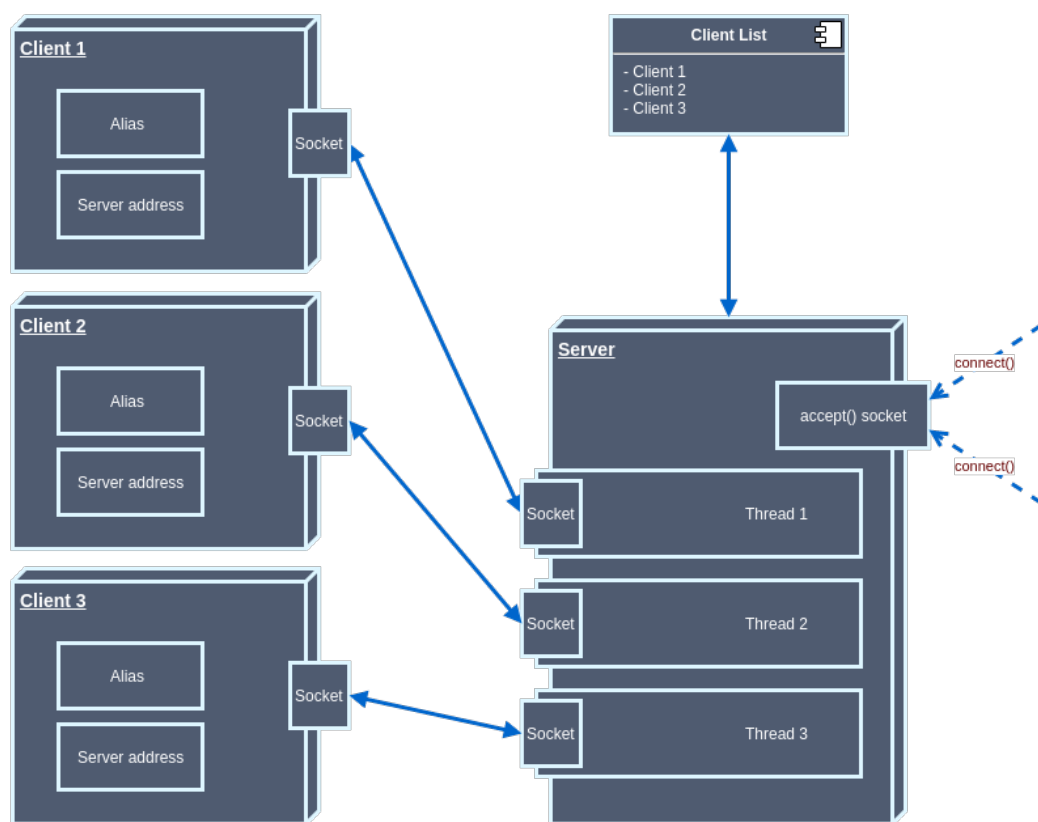 Client 1
Alias
Server address
Socket
Client 2
Alias
Server address
Socket
Client 3
Alias
Server address
Socket
Client List
- Client 1
- Client 2
- Client 3
Server
accept() socket
connect()
connect()
Socket
Thread 1
Socket
Thread 2
Socket
Thread 3